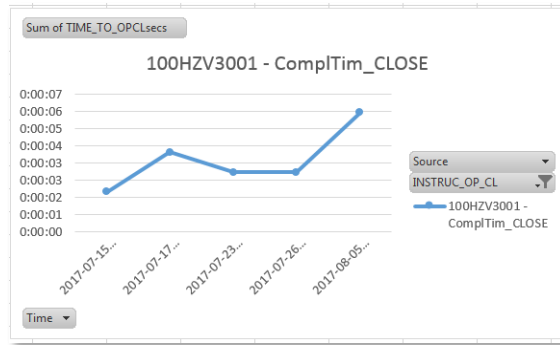 Sum of TIME_TO_OPCLsecs
100HZV3001 - ComplTim_CLOSE
0:00:07
0:00:06
0:00:05
0:00:04
0:00:03
0:00:03
0:00:02
0:00:01
0:00:00
2017-07-15...
2017-07-17...
2017-07-23...
2017-07-26...
2017-08-05...
Source
INSTRUC_OP_CL
100HZV3001 -
ComplTim_CLOSE
Time